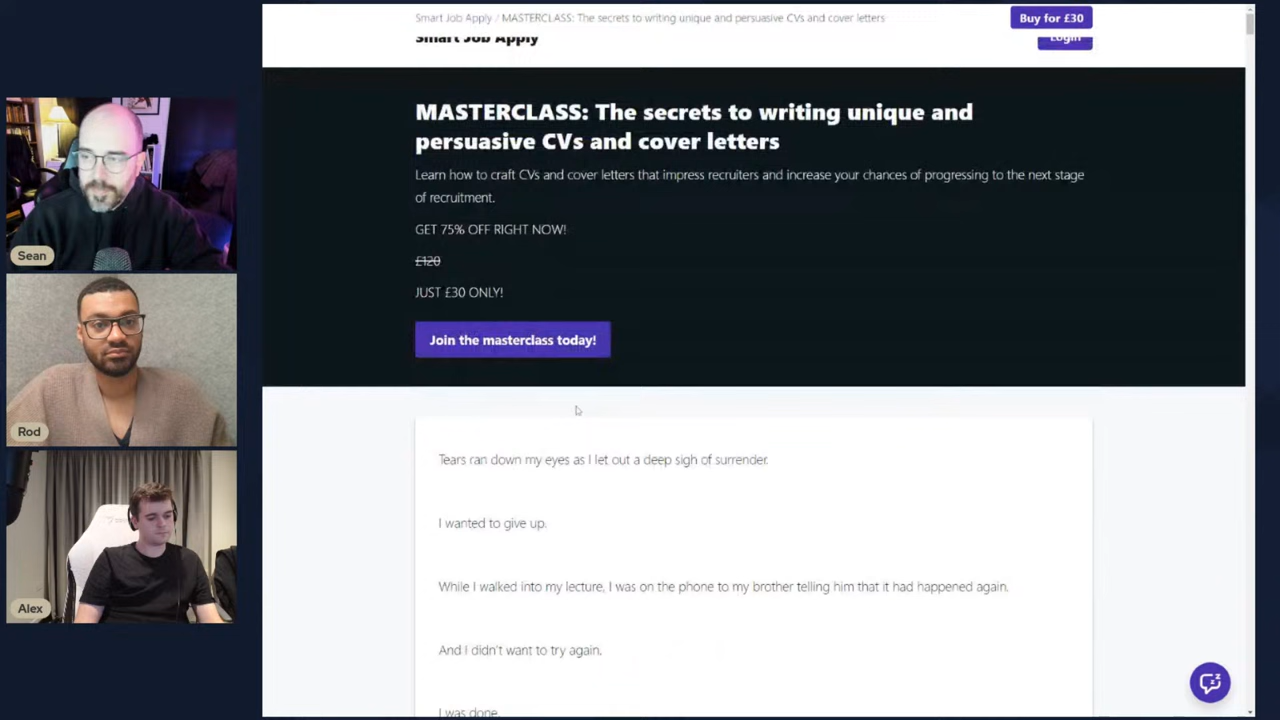 Smart Job Apply / MASTERCLASS: The secrets to writing unique and persuasive CVs and cover letters
Buy for £30
Smart Job Apply
Login
MASTERCLASS: The secrets to writing unique and
persuasive CVs and cover letters
Learn how to craft CVs and cover letters that impress recruiters and increase your chances of progressing to the next stage
of recruitment.
GET 75% OFF RIGHT NOW!
£120
JUST £30 ONLY!
Join the masterclass today!
Tears ran down my eyes as I let out a deep sigh of surrender.
I wanted to give up.
While I walked into my lecture, I was on the phone to my brother telling him that it had happened again.
And I didn't want to try again.
I was done.
Sean
Rod
Alex